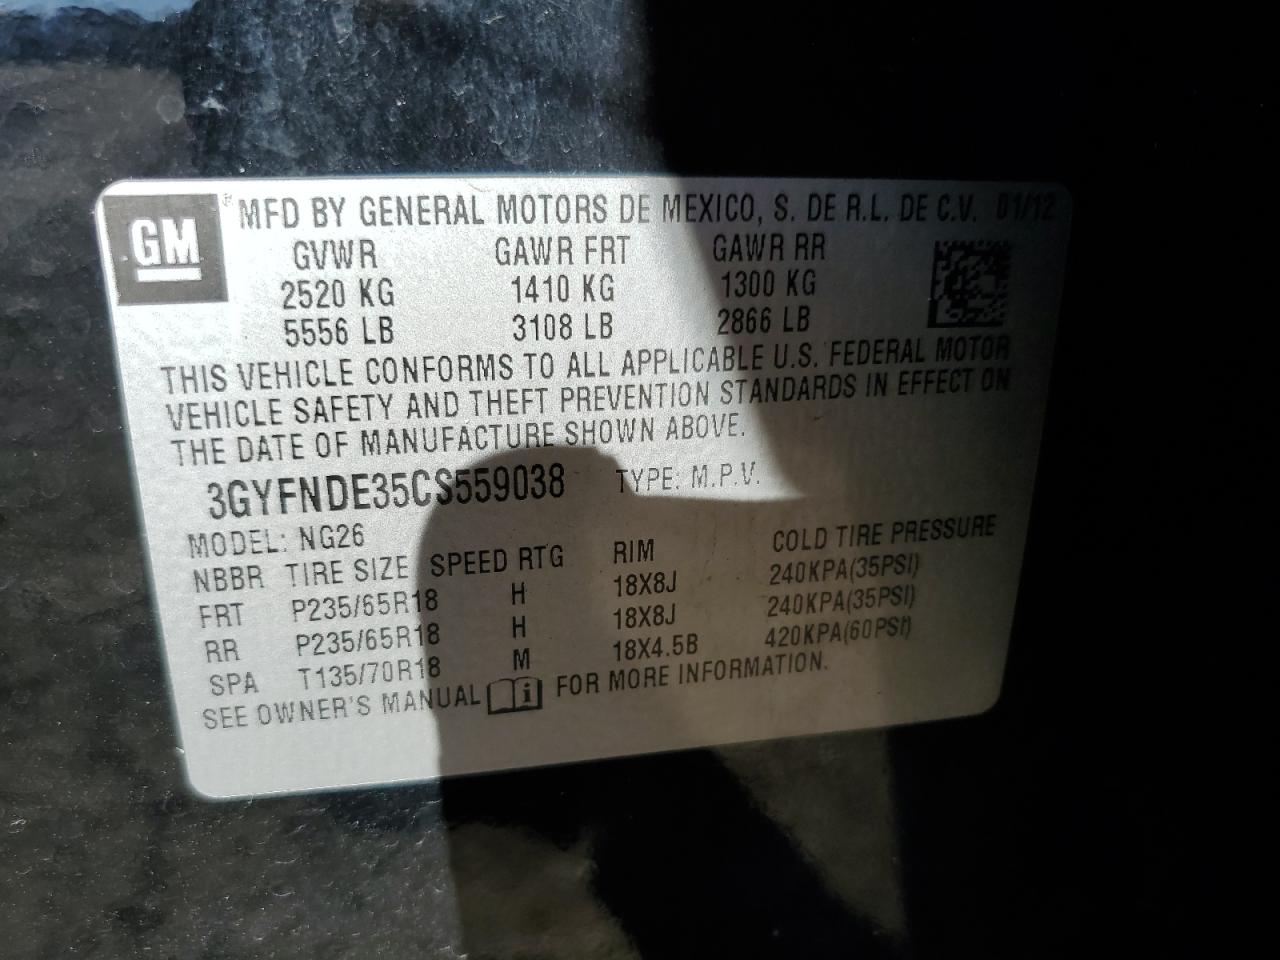 GM ® MFD BY GENERAL MOTORS DE MEXICO, S. DE R.L. DE C.V. 01/12
GVWR GAWR FRT GAWR RR
2520 KG 1410 KG 1300 KG
5556 LB 3108 LB 2866 LB
THIS VEHICLE CONFORMS TO ALL APPLICABLE U.S. FEDERAL MOTOR
VEHICLE SAFETY AND THEFT PREVENTION STANDARDS IN EFFECT ON
THE DATE OF MANUFACTURE SHOWN ABOVE.
3GYFNDE35CS559038 TYPE: M.P.V.
MODEL: NG26
NBBR TIRE SIZE SPEED RTG RIM COLD TIRE PRESSURE
FRT P235/65R18 H 18X8J 240KPA(35PSI)
RR P235/65R18 H 18X8J 240KPA(35PSI)
SPA T135/70R18 M 18X4.5B 420KPA(60PSI)
SEE OWNER'S MANUAL i FOR MORE INFORMATION.